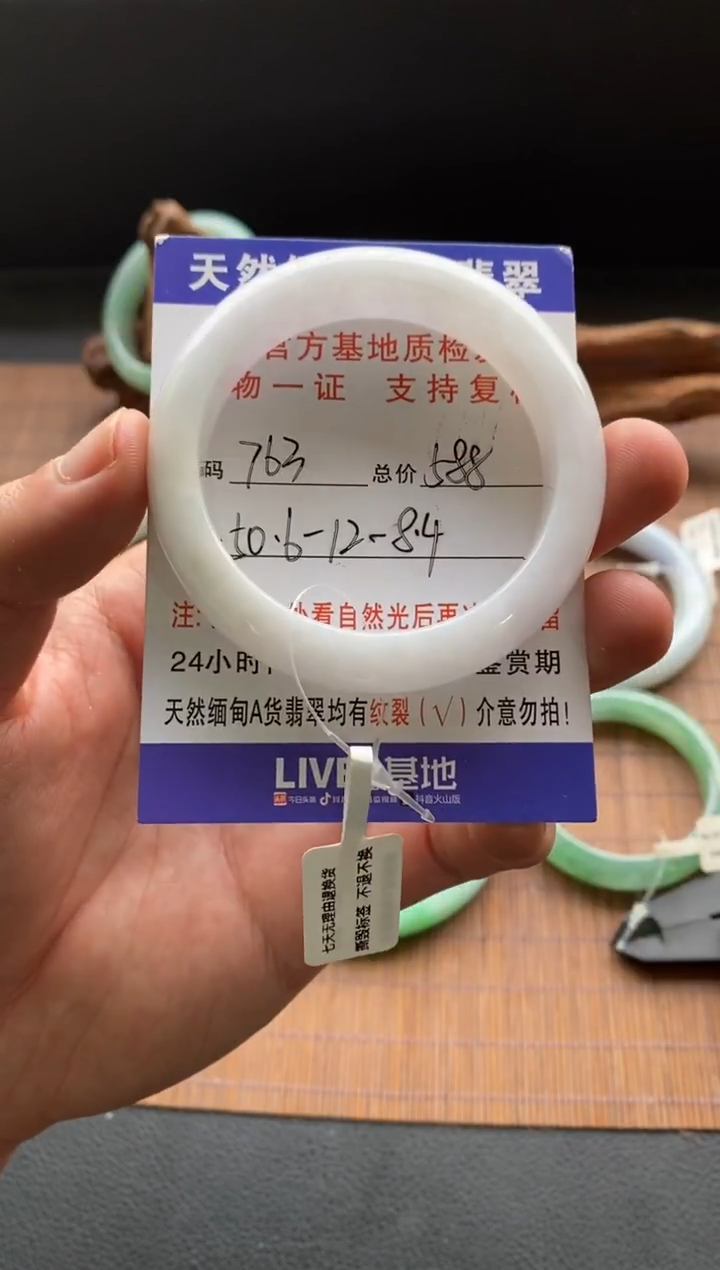 天然 翡翠
官方基地质检
物一证 支持复
码 763 总价 588
50.6-12-8.4
注: 看自然光后再
24小时 鉴赏期
天然缅甸A货翡翠均有纹裂(√)介意勿拍!
LIVE 基地
今日头条 抖音火山版
七天无理由退换货
撕毁标签 不退不换